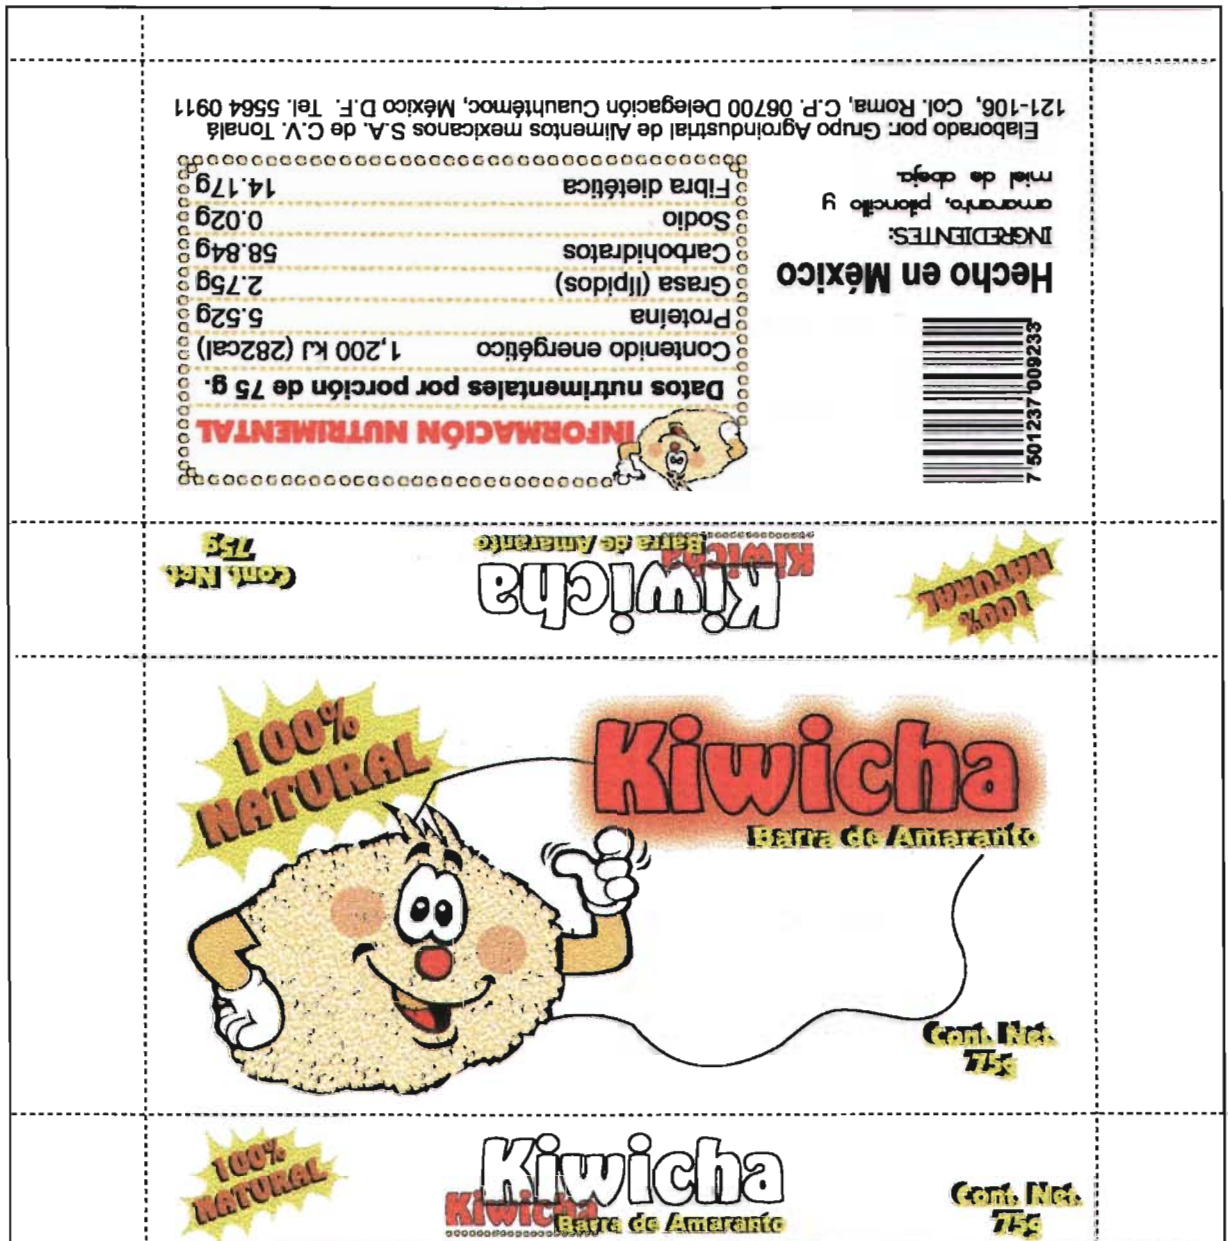 Elaborado por: Grupo Agroindustrial de Alimentos mexicanos S.A. de C.V. Tonalá
121-106, Col. Roma, C.P. 06700 Delegación Cuauhtémoc, México D.F. Tel. 5564 0911
INFORMACIÓN NUTRIMENTAL
Datos nutrimentales por porción de 75 g.
Contenido energético 1,200 kJ (282cal)
Proteína 5.52g
Grasa (lípidos) 2.75g
Carbohidratos 58.84g
Sodio 0.02g
Fibra dietética 14.17g
7 501237 009233
Hecho en México
INGREDIENTES:
amaranto, piloncillo y
miel de abeja.
100%
NATURAL
Kiwicha
Kiwicha
Barra de Amaranto
Cont. Net.
75g
100%
NATURAL
Kiwicha
Barra de Amaranto
Cont. Net.
75g
100%
NATURAL
Kiwicha
Kiwicha
Barra de Amaranto
Cont. Net.
75g